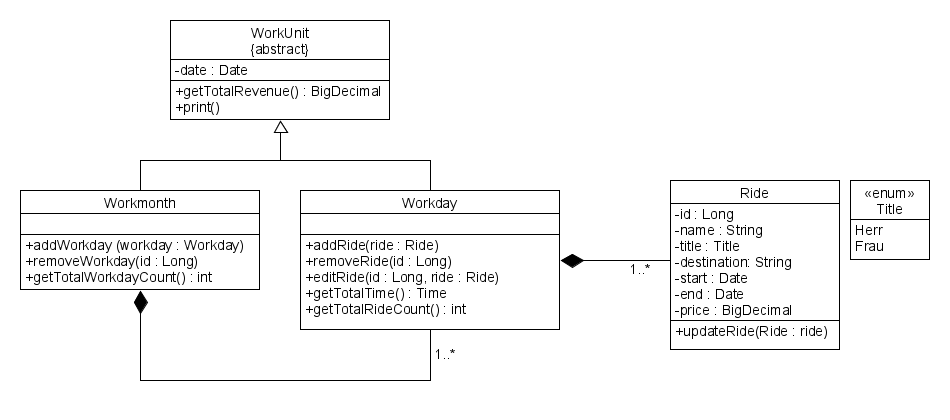 WorkUnit
{abstract}
-date : Date
+getTotalRevenue() : BigDecimal
+print()
Workmonth
+addWorkday (workday : Workday)
+removeWorkday(id : Long)
+getTotalWorkdayCount() : int
Workday
+addRide(ride : Ride)
+removeRide(id : Long)
+editRide(id : Long, ride : Ride)
+getTotalTime() : Time
+getTotalRideCount() : int
1..*
1..*
Ride
-id : Long
-name : String
-title : Title
-destination: String
-start : Date
-end : Date
-price : BigDecimal
+updateRide(Ride : ride)
«enum»
Title
Herr
Frau